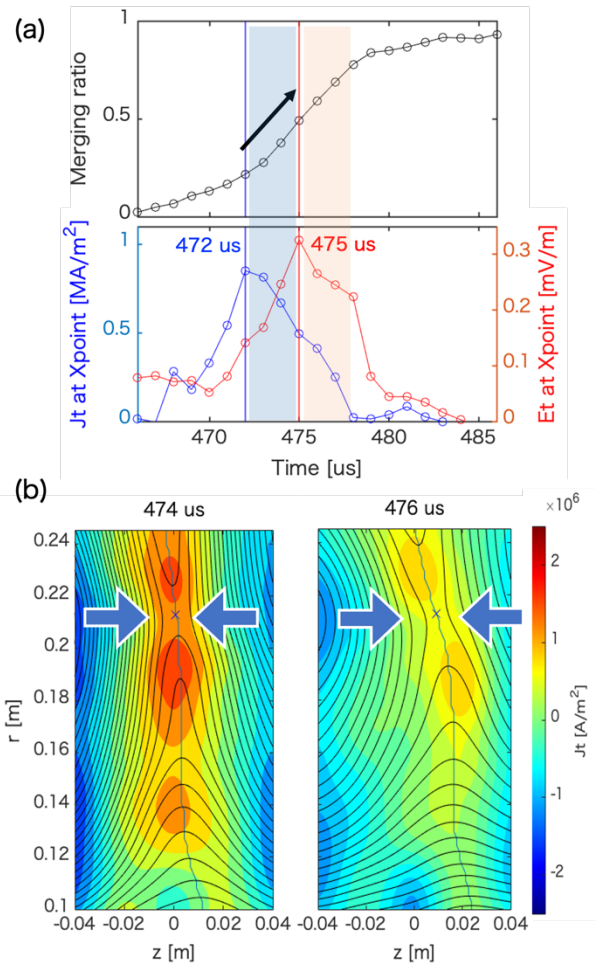 (a)
Merging ratio
1
0.5
0
Jt at Xpoint [MA/m²]
1
0.5
0
472 us
475 us
0.3
0.2
0.1
0
Et at Xpoint [mV/m]
470
475
480
485
Time [us]
(b)
474 us
476 us
×10⁶
r [m]
0.24
0.22
0.2
0.18
0.16
0.14
0.12
0.1
-0.04
-0.02
0
0.02
0.04
z [m]
-0.04
-0.02
0
0.02
0.04
z [m]
2
1
0
-1
-2
Jt [A/m²]